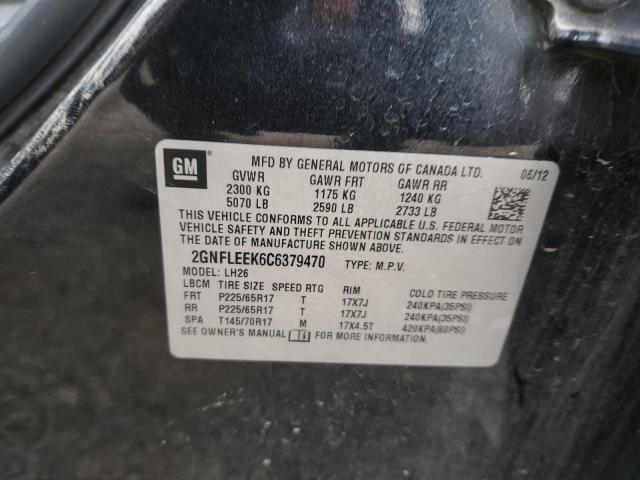 GM
MFD BY GENERAL MOTORS OF CANADA LTD. 06/12
GVWR GAWR FRT GAWR RR
2300 KG 1175 KG 1240 KG
5070 LB 2590 LB 2733 LB
THIS VEHICLE CONFORMS TO ALL APPLICABLE U.S. FEDERAL MOTOR
VEHICLE SAFETY AND THEFT PREVENTION STANDARDS IN EFFECT ON
THE DATE OF MANUFACTURE SHOWN ABOVE.
2GNFLEEK6C6379470 TYPE: M.P.V.
MODEL: LH26
LBCM TIRE SIZE SPEED RTG RIM COLD TIRE PRESSURE
FRT P225/65R17 T 17X7J 240KPA(35PSI)
RR P225/65R17 T 17X7J 240KPA(35PSI)
SPA T145/70R17 M 17X4.5T 420KPA(60PSI)
SEE OWNER'S MANUAL FOR MORE INFORMATION.